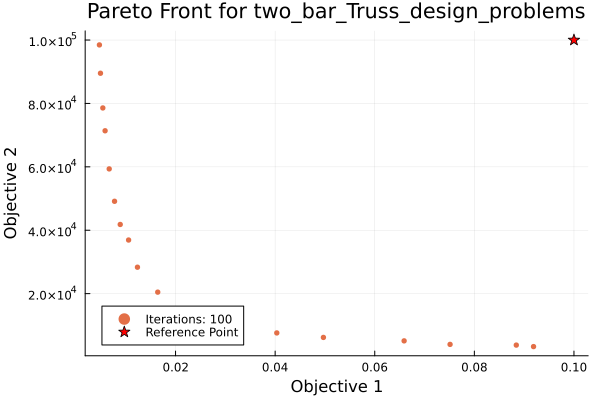 Pareto Front for two_bar_Truss_design_problems
Objective 2
1.0×10⁵
8.0×10⁴
6.0×10⁴
4.0×10⁴
2.0×10⁴
Iterations: 100
Reference Point
0.02 0.04 0.06 0.08 0.10
Objective 1